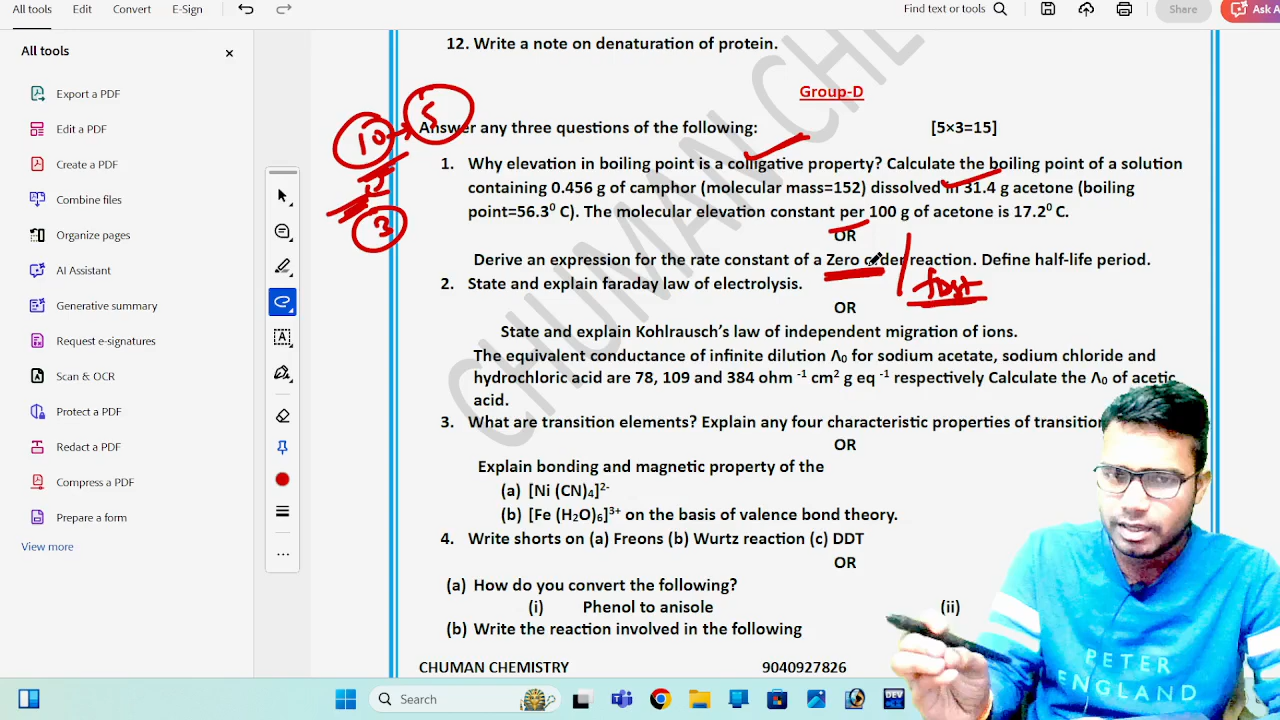 All tools
Edit
Convert
E-Sign
Find text or tools
Share
Ask A
All tools
Export a PDF
Edit a PDF
Create a PDF
Combine files
Organize pages
AI Assistant
Generative summary
Request e-signatures
Scan & OCR
Protect a PDF
Redact a PDF
Compress a PDF
Prepare a form
View more
12. Write a note on denaturation of protein.
Group-D
10 → 5
3
Answer any three questions of the following: [5×3=15]
1. Why elevation in boiling point is a colligative property? Calculate the boiling point of a solution
containing 0.456 g of camphor (molecular mass=152) dissolved in 31.4 g acetone (boiling
point=56.3⁰ C). The molecular elevation constant per 100 g of acetone is 17.2⁰ C.
OR
Derive an expression for the rate constant of a Zero order reaction. Define half-life period.
first
2. State and explain faraday law of electrolysis.
OR
State and explain Kohlrausch's law of independent migration of ions.
The equivalent conductance of infinite dilution Λ₀ for sodium acetate, sodium chloride and
hydrochloric acid are 78, 109 and 384 ohm ⁻¹ cm² g eq ⁻¹ respectively Calculate the Λ₀ of acetic
acid.
3. What are transition elements? Explain any four characteristic properties of transition
OR
Explain bonding and magnetic property of the
(a) [Ni (CN)₄]²⁻
(b) [Fe (H₂O)₆]³⁺ on the basis of valence bond theory.
4. Write shorts on (a) Freons (b) Wurtz reaction (c) DDT
OR
(a) How do you convert the following?
(i) Phenol to anisole (ii)
(b) Write the reaction involved in the following
CHUMAN CHEMISTRY 9040927826
CHUMAN CHE
PETER
ENGLAND
Search
DEV